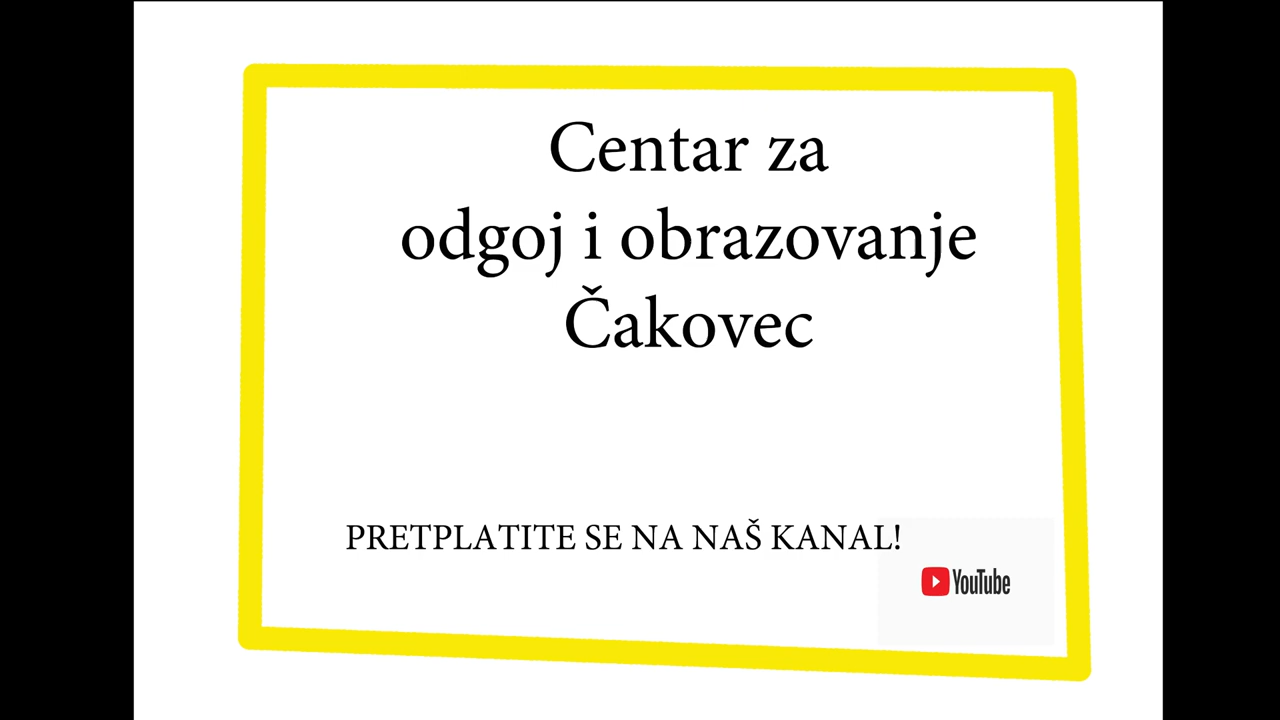 Centar za
odgoj i obrazovanje
Čakovec
PRETPLATITE SE NA NAŠ KANAL!
YouTube